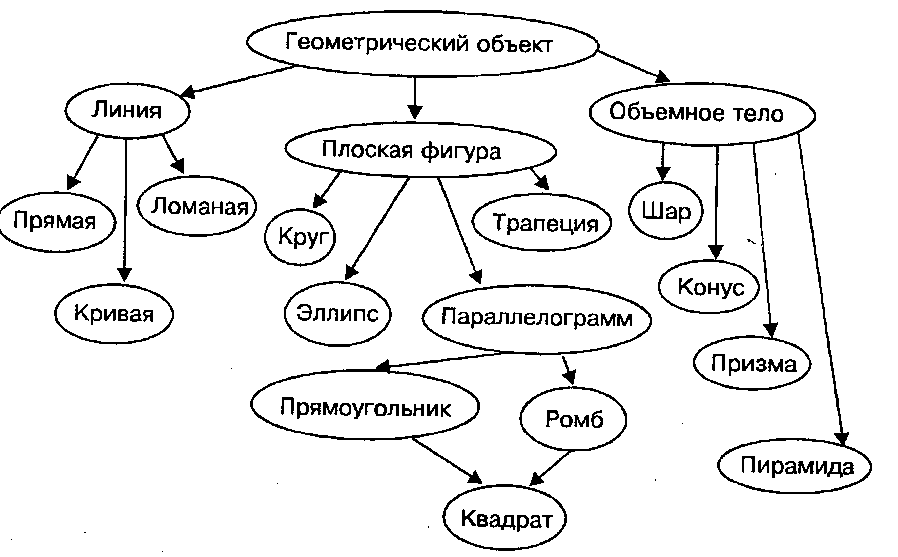 Геометрический объект
Линия
Плоская фигура
Объемное тело
Прямая
Ломаная
Кривая
Круг
Эллипс
Параллелограмм
Трапеция
Шар
Конус
Призма
Пирамида
Прямоугольник
Ромб
Квадрат